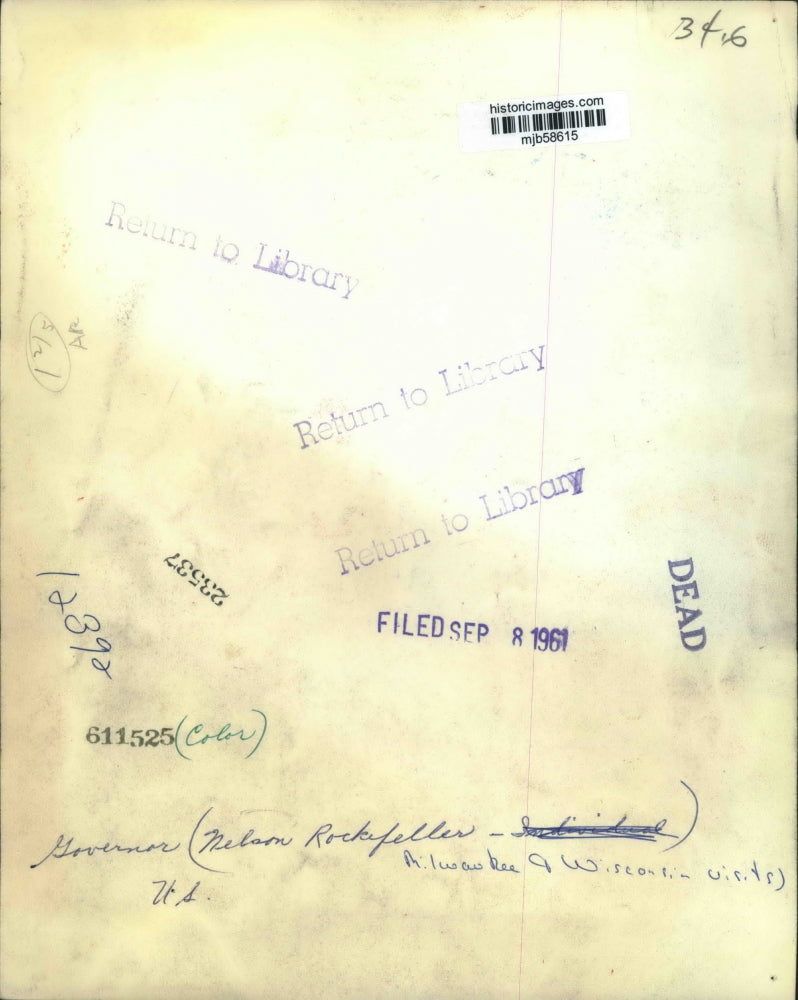 34,6
historicimages.com
mjb58615
Return to Library
AR
Return to Library
Return to Library
23537
DEAD
FILED SEP 8 1961
611525 (Color)
Governor (Nelson Rockefeller - Individual)
Milwaukee & Wisconsin visits)
U.S.